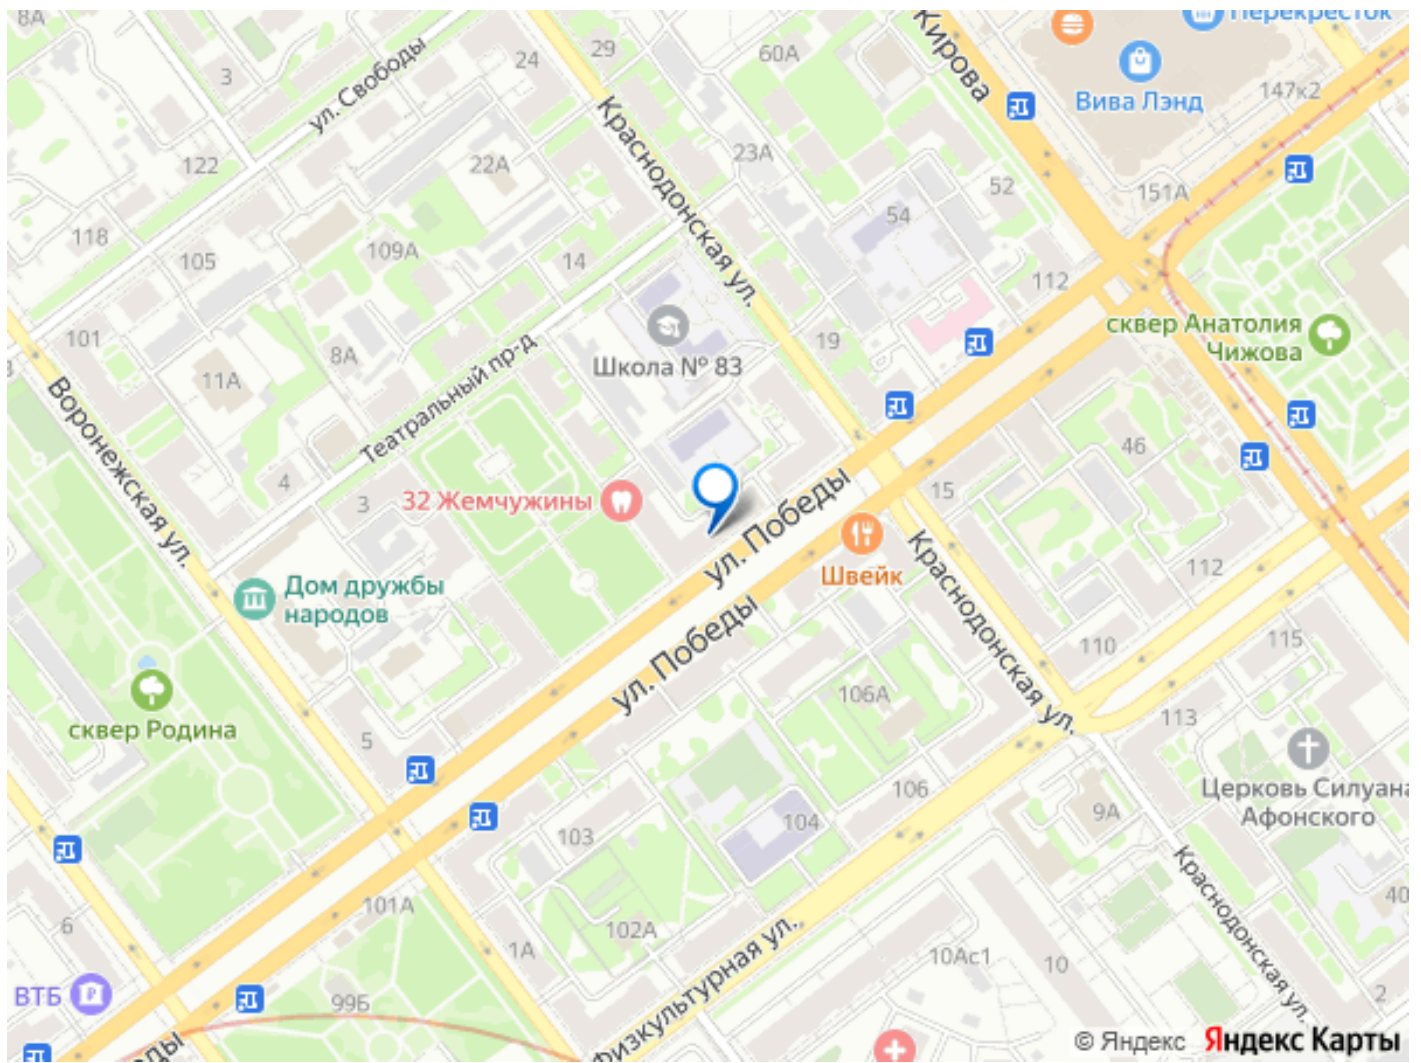 8А
3
ул. Свободы
24
29
60А
Кирова
Перекресток
Вива Лэнд
147к2
122
22А
Краснодонская ул.
23А
52
151А
118
105
109А
14
54
112
101
11А
8А
Театральный пр-д
Школа № 83
19
сквер Анатолия
Чижова
Воронежская ул.
4
3
32 Жемчужины
ул. Победы
Швейк
15
46
112
Дом дружбы
народов
ул. Победы
Краснодонская ул.
110
115
106А
113
сквер Родина
5
Церковь Силуана
Афонского
103
104
106
9А
Краснодонская ул.
40
6
101А
1А
102А
Физкультурная ул.
10Ас1
10
2
ВТБ
99Б
© Яндекс Яндекс Карты